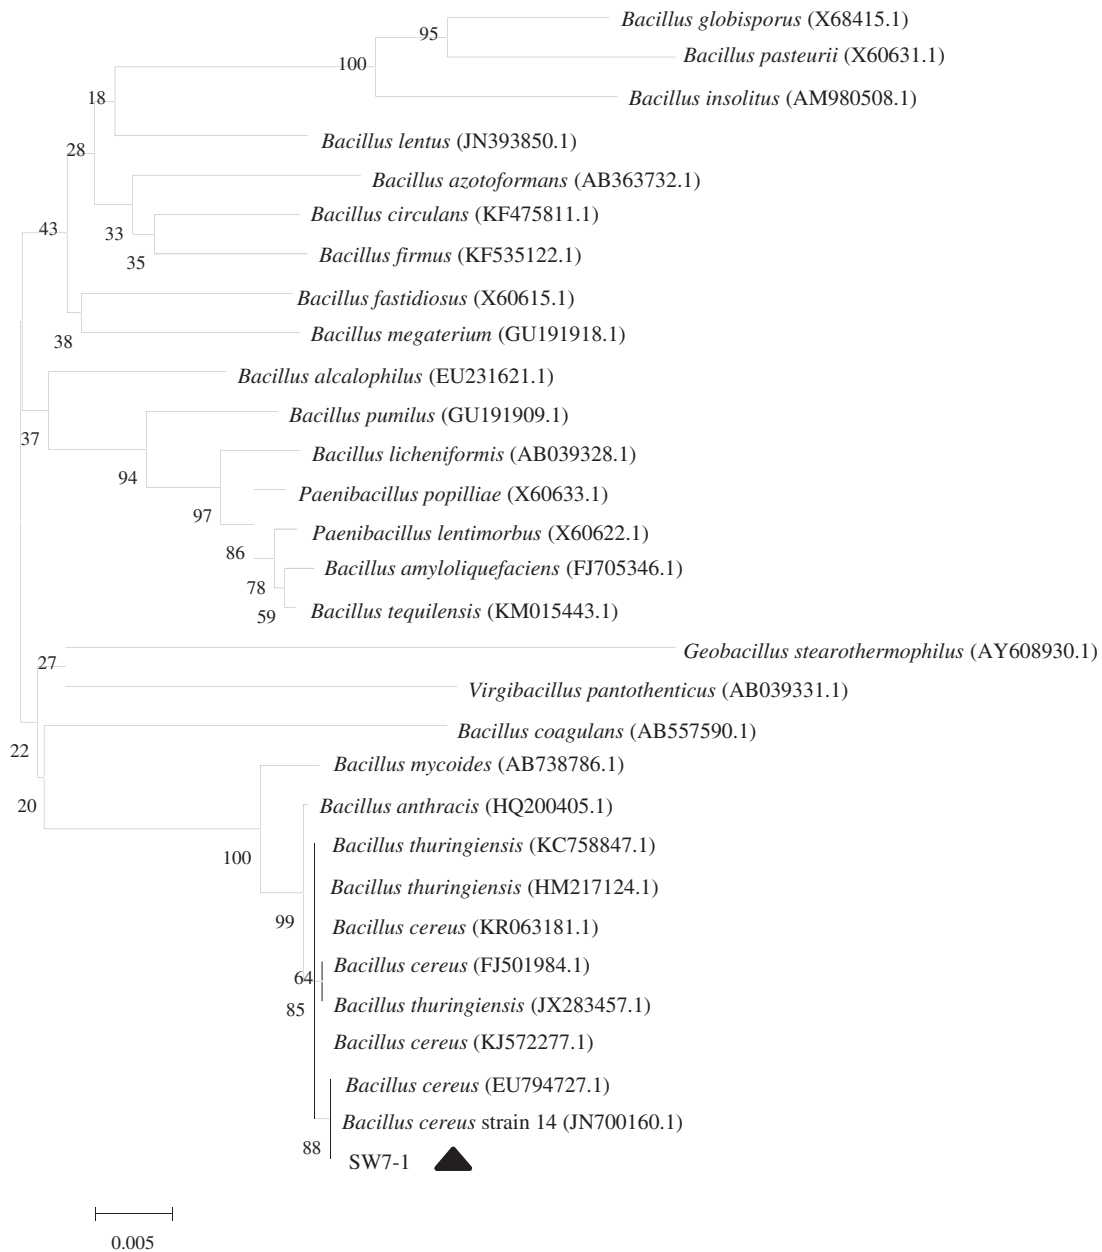 Bacillus globisporus (X68415.1)
95
Bacillus pasteurii (X60631.1)
100
Bacillus insolitus (AM980508.1)
18
Bacillus lentus (JN393850.1)
28
Bacillus azotoformans (AB363732.1)
Bacillus circulans (KF475811.1)
43
33
Bacillus firmus (KF535122.1)
35
Bacillus fastidiosus (X60615.1)
Bacillus megaterium (GU191918.1)
38
Bacillus alcalophilus (EU231621.1)
Bacillus pumilus (GU191909.1)
37
Bacillus licheniformis (AB039328.1)
94
Paenibacillus popilliae (X60633.1)
97
Paenibacillus lentimorbus (X60622.1)
86
Bacillus amyloliquefaciens (FJ705346.1)
78
Bacillus tequilensis (KM015443.1)
59
Geobacillus stearothermophilus (AY608930.1)
27
Virgibacillus pantothenticus (AB039331.1)
Bacillus coagulans (AB557590.1)
22
Bacillus mycoides (AB738786.1)
20
Bacillus anthracis (HQ200405.1)
Bacillus thuringiensis (KC758847.1)
100
Bacillus thuringiensis (HM217124.1)
99
Bacillus cereus (KR063181.1)
Bacillus cereus (FJ501984.1)
64
Bacillus thuringiensis (JX283457.1)
85
Bacillus cereus (KJ572277.1)
Bacillus cereus (EU794727.1)
Bacillus cereus strain 14 (JN700160.1)
88
SW7-1
0.005